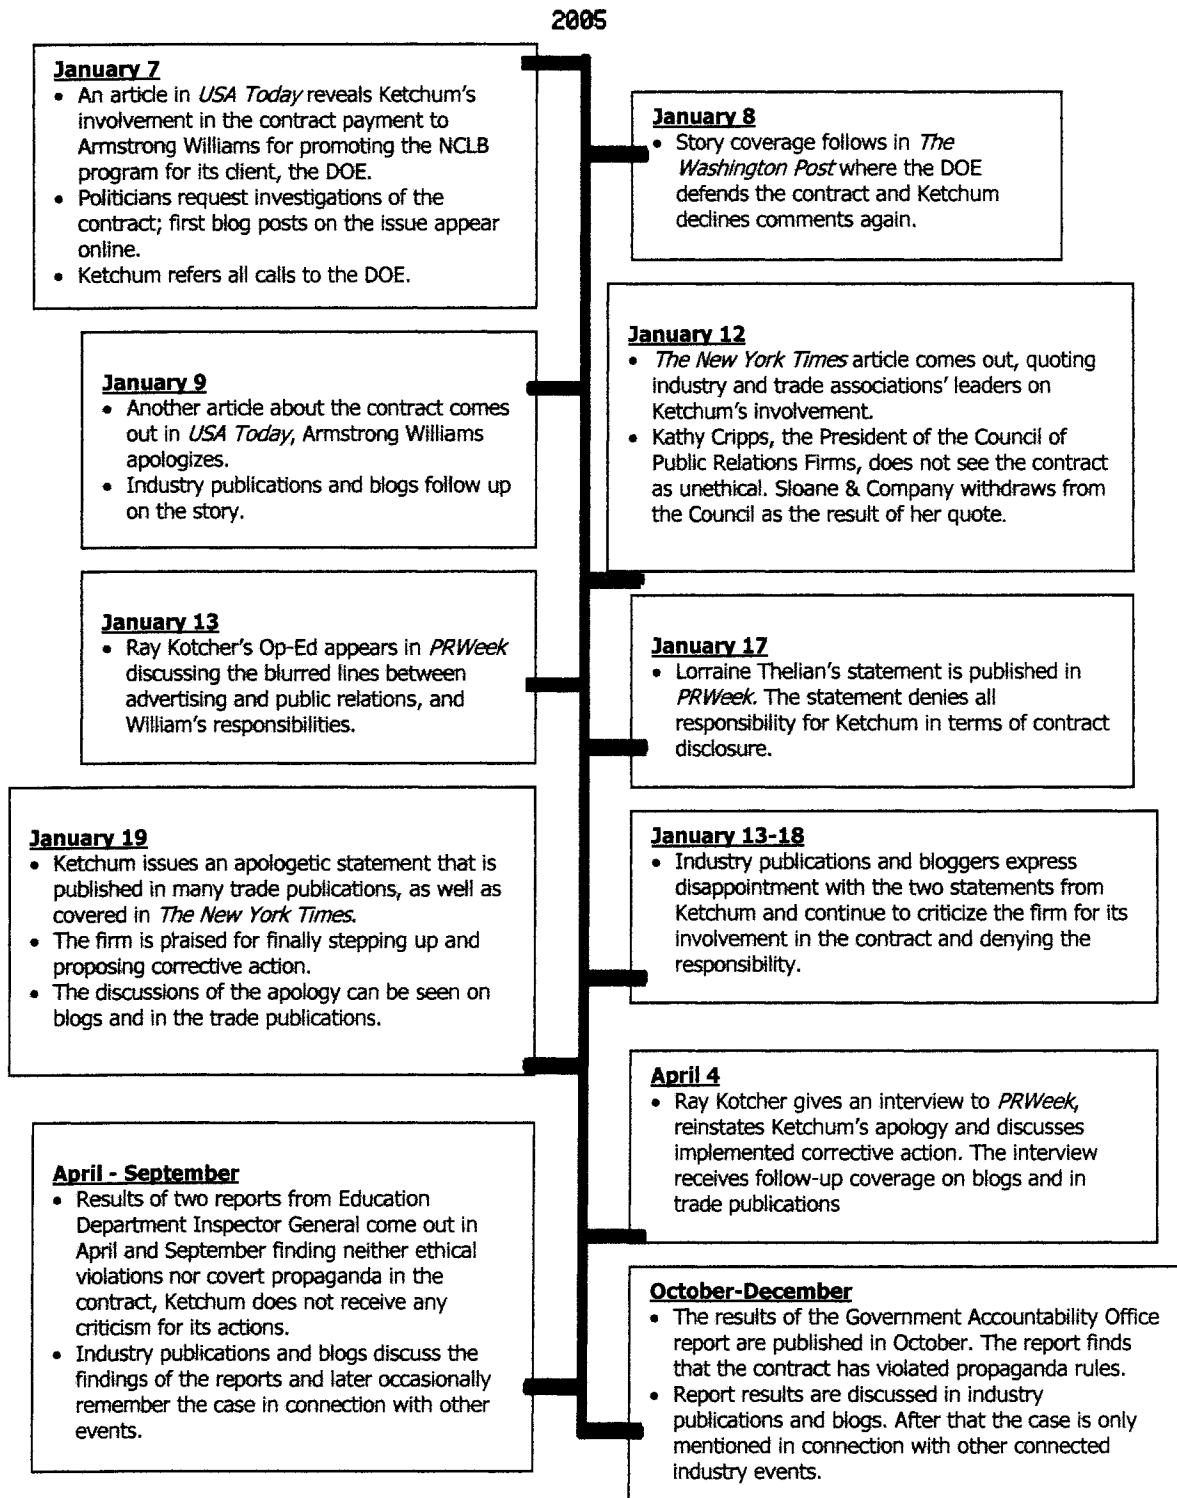 2005
January 7
• An article in USA Today reveals Ketchum's
involvement in the contract payment to
Armstrong Williams for promoting the NCLB
program for its client, the DOE.
• Politicians request investigations of the
contract; first blog posts on the issue appear
online.
• Ketchum refers all calls to the DOE.
January 8
• Story coverage follows in The
Washington Post where the DOE
defends the contract and Ketchum
declines comments again.
January 9
• Another article about the contract comes
out in USA Today, Armstrong Williams
apologizes.
• Industry publications and blogs follow up
on the story.
January 12
• The New York Times article comes out, quoting
industry and trade associations' leaders on
Ketchum's involvement.
• Kathy Cripps, the President of the Council of
Public Relations Firms, does not see the contract
as unethical. Sloane & Company withdraws from
the Council as the result of her quote.
January 13
• Ray Kotcher's Op-Ed appears in PRWeek
discussing the blurred lines between
advertising and public relations, and
William's responsibilities.
January 17
• Lorraine Thelian's statement is published in
PRWeek. The statement denies all
responsibility for Ketchum in terms of contract
disclosure.
January 19
• Ketchum issues an apologetic statement that is
published in many trade publications, as well as
covered in The New York Times.
• The firm is praised for finally stepping up and
proposing corrective action.
• The discussions of the apology can be seen on
blogs and in the trade publications.
January 13-18
• Industry publications and bloggers express
disappointment with the two statements from
Ketchum and continue to criticize the firm for its
involvement in the contract and denying the
responsibility.
April 4
• Ray Kotcher gives an interview to PRWeek,
reinstates Ketchum's apology and discusses
implemented corrective action. The interview
receives follow-up coverage on blogs and in
trade publications
April - September
• Results of two reports from Education
Department Inspector General come out in
April and September finding neither ethical
violations nor covert propaganda in the
contract, Ketchum does not receive any
criticism for its actions.
• Industry publications and blogs discuss the
findings of the reports and later occasionally
remember the case in connection with other
events.
October-December
• The results of the Government Accountability Office
report are published in October. The report finds
that the contract has violated propaganda rules.
• Report results are discussed in industry
publications and blogs. After that the case is only
mentioned in connection with other connected
industry events.